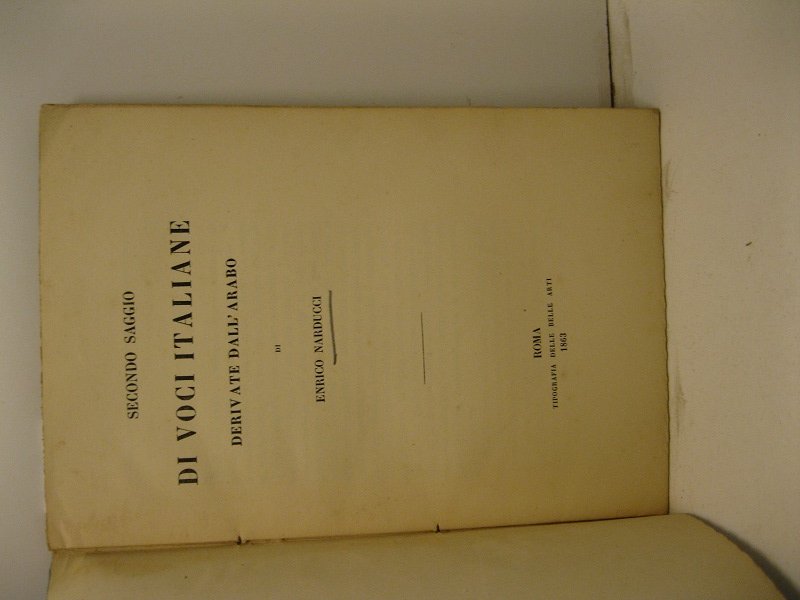 SECONDO SAGGIO
DI VOCI ITALIANE
DERIVATE DALL'ARABO
DI
ENRICO NARDUCCI
ROMA
TIPOGRAFIA DELLE BELLE ARTI
1863